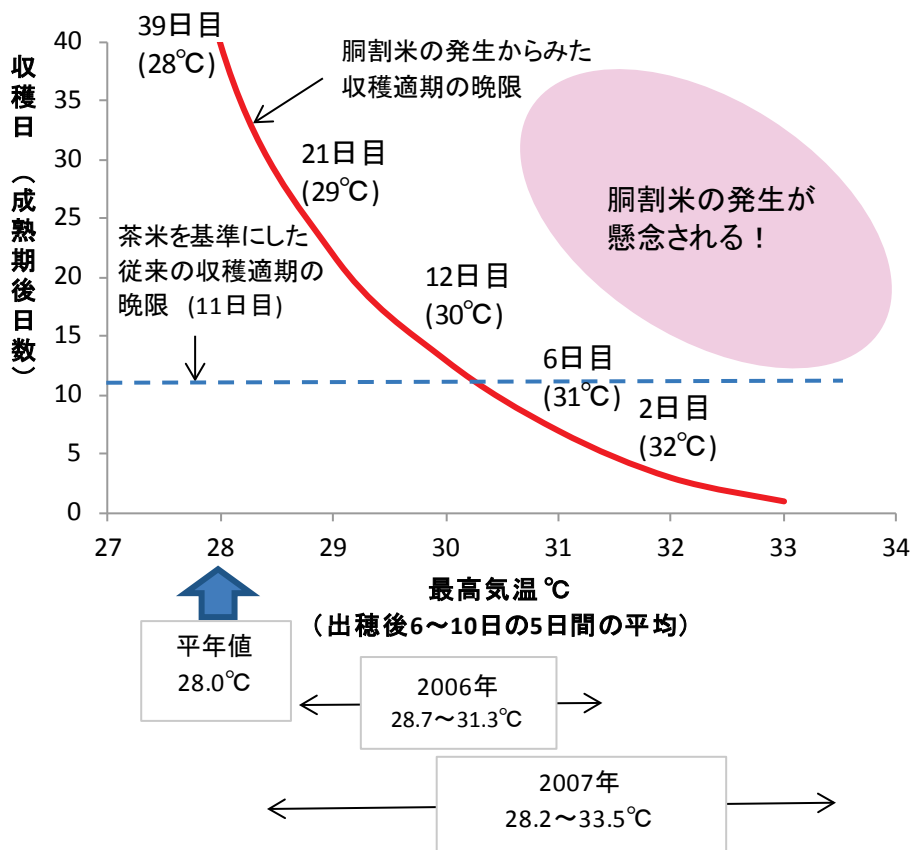 収穫日 （成熟期後日数）
40
35
30
25
20
15
10
5
0
39日目
(28℃)
胴割米の発生からみた
収穫適期の晩限
21日目
(29℃)
胴割米の発生が
懸念される！
茶米を基準にした
従来の収穫適期の
晩限 (11日目)
12日目
(30℃)
6日目
(31℃)
2日目
(32℃)
27 28 29 30 31 32 33 34
最高気温℃
（出穂後6～10日の5日間の平均）
平年値
28.0℃
2006年
28.7～31.3℃
2007年
28.2～33.5℃